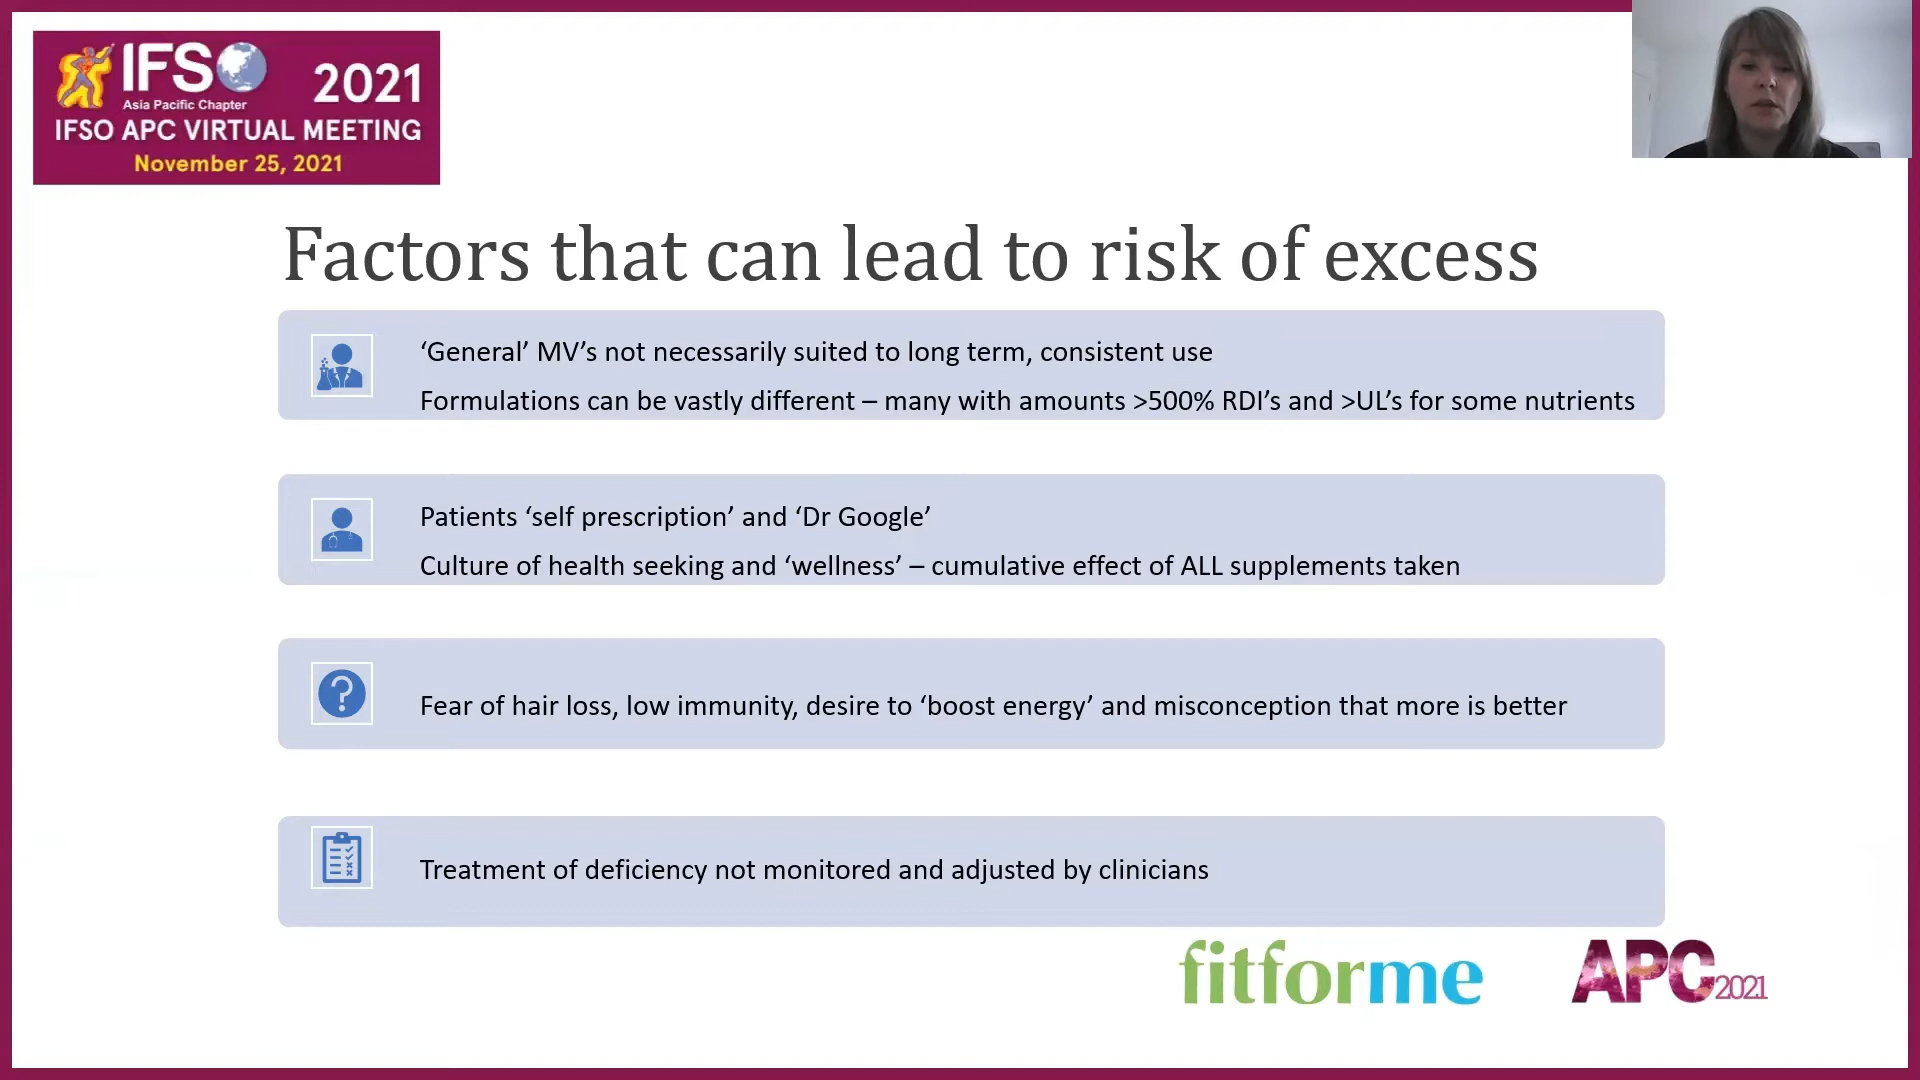 IFSO
Asia Pacific Chapter
2021
IFSO APC VIRTUAL MEETING
November 25, 2021
Factors that can lead to risk of excess
‘General’ MV’s not necessarily suited to long term, consistent use
Formulations can be vastly different – many with amounts >500% RDI’s and >UL’s for some nutrients
Patients ‘self prescription’ and ‘Dr Google’
Culture of health seeking and ‘wellness’ – cumulative effect of ALL supplements taken
?
Fear of hair loss, low immunity, desire to ‘boost energy’ and misconception that more is better
Treatment of deficiency not monitored and adjusted by clinicians
fitforme
APC 2021